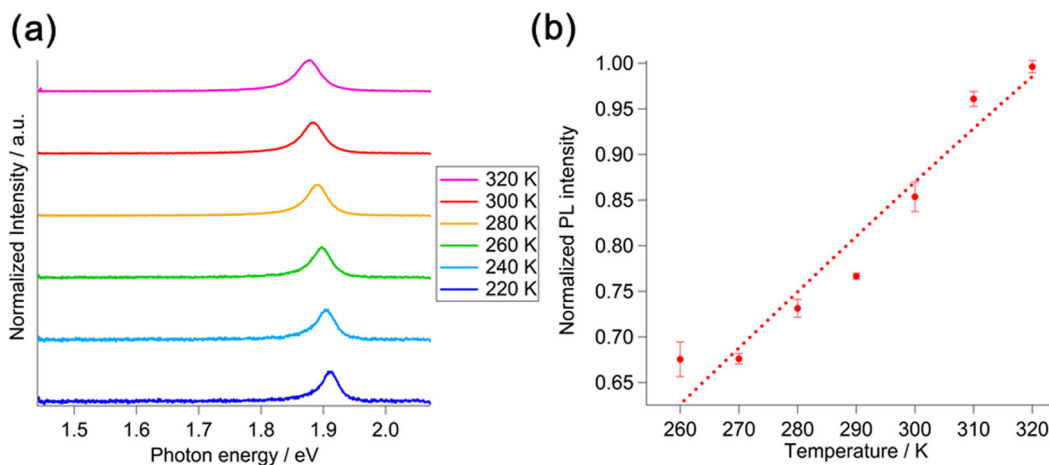 (a)
Normalized Intensity / a.u.
320 K
300 K
280 K
260 K
240 K
220 K
1.5 1.6 1.7 1.8 1.9 2.0
Photon energy / eV
(b)
Normalized PL intensity
1.00
0.95
0.90
0.85
0.80
0.75
0.70
0.65
260 270 280 290 300 310 320
Temperature / K